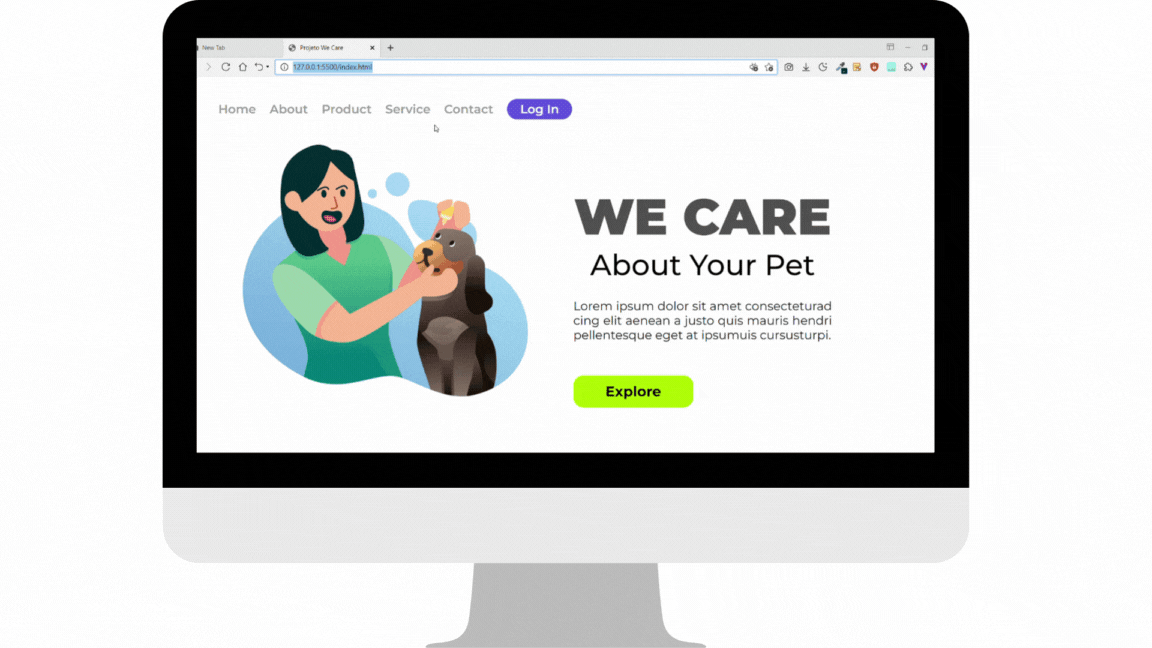 New Tab
Projeto We Care
127.0.0.1:5500/index.html
Home About Product Service Contact Log In
WE CARE
About Your Pet
Lorem ipsum dolor sit amet consecteturad
cing elit aenean a justo quis mauris hendri
pellentesque eget at ipsumuis cursusturpi.
Explore